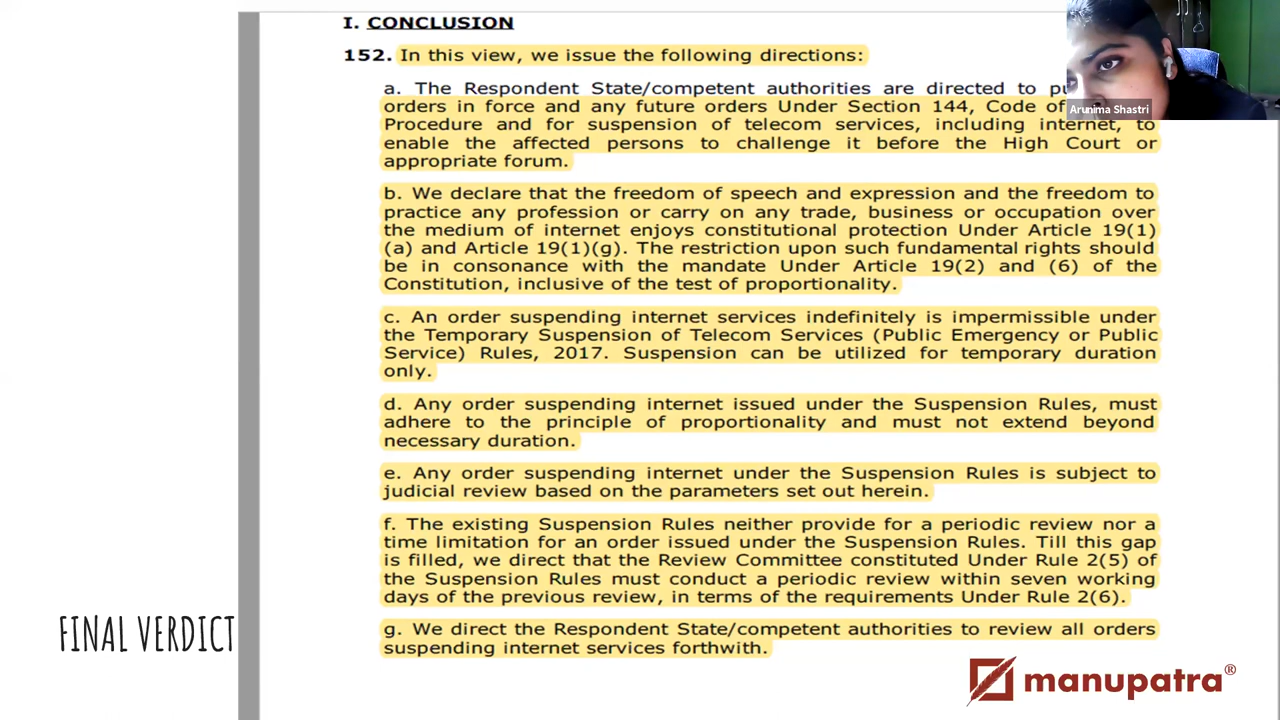 I. CONCLUSION
152. In this view, we issue the following directions:
a. The Respondent State/competent authorities are directed to
orders in force and any future orders Under Section 144, Code of
Procedure and for suspension of telecom services, including internet, to
enable the affected persons to challenge it before the High Court or
appropriate forum.
b. We declare that the freedom of speech and expression and the freedom to
practice any profession or carry on any trade, business or occupation over
the medium of internet enjoys constitutional protection Under Article 19(1)
(a) and Article 19(1)(g). The restriction upon such fundamental rights should
be in consonance with the mandate Under Article 19(2) and (6) of the
Constitution, inclusive of the test of proportionality.
c. An order suspending internet services indefinitely is impermissible under
the Temporary Suspension of Telecom Services (Public Emergency or Public
Service) Rules, 2017. Suspension can be utilized for temporary duration
only.
d. Any order suspending internet issued under the Suspension Rules, must
adhere to the principle of proportionality and must not extend beyond
necessary duration.
e. Any order suspending internet under the Suspension Rules is subject to
judicial review based on the parameters set out herein.
f. The existing Suspension Rules neither provide for a periodic review nor a
time limitation for an order issued under the Suspension Rules. Till this gap
is filled, we direct that the Review Committee constituted Under Rule 2(5) of
the Suspension Rules must conduct a periodic review within seven working
days of the previous review, in terms of the requirements Under Rule 2(6).
g. We direct the Respondent State/competent authorities to review all orders
suspending internet services forthwith.
FINAL VERDICT
manupatra®
Arunima Shastri